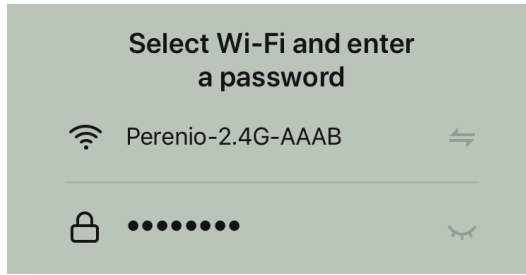 Select Wi-Fi and enter
a password
Perenio-2.4G-AAAB
••••••••